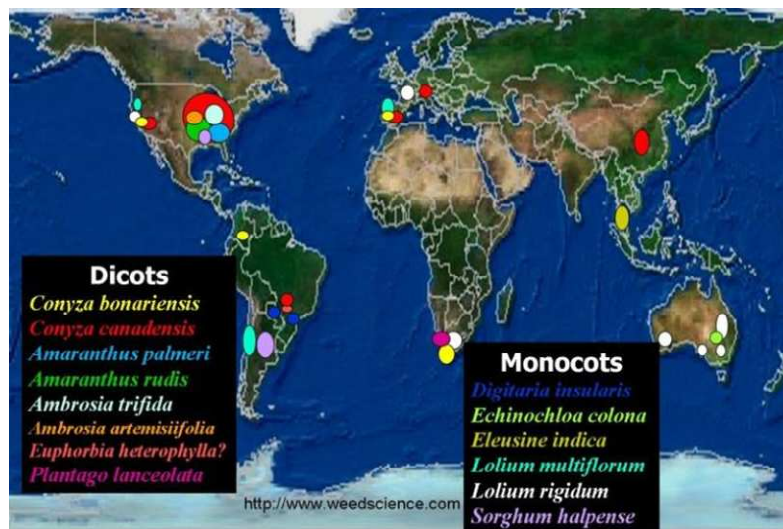 Dicots
Conyza bonariensis
Conyza canadensis
Amaranthus palmeri
Amaranthus rudis
Ambrosia trifida
Ambrosia artemisiifolia
Euphorbia heterophylla?
Plantago lanceolata
Monocots
Digitaria insularis
Echinochloa colona
Eleusine indica
Lolium multiflorum
Lolium rigidum
Sorghum halpense
http://www.weedscience.com